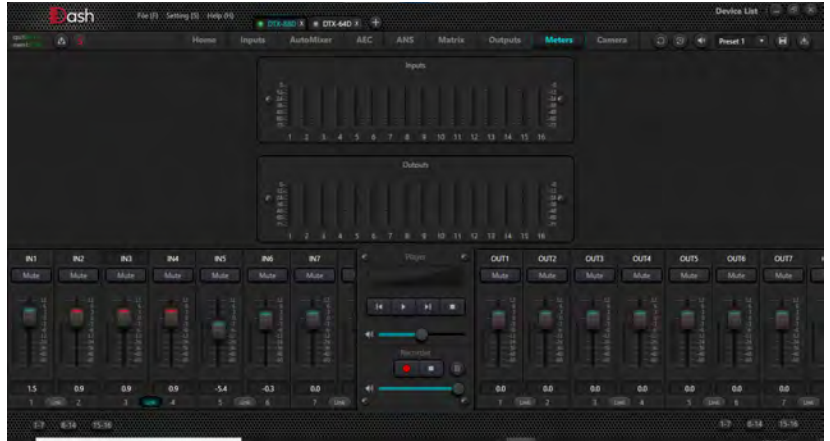 Dash
File (F) Setting (S) Help (H)
DTX-88D X DTX-64D X
Device List
Home Inputs AutoMixer AEC ANS Matrix Outputs Meters Camera Preset 1
Inputs
1 2 3 4 5 6 7 8 9 10 11 12 13 14 15 16
Outputs
1 2 3 4 5 6 7 8 9 10 11 12 13 14 15 16
IN1 IN2 IN3 IN4 IN5 IN6 IN7 Player OUT1 OUT2 OUT3 OUT4 OUT5 OUT6 OUT7
Mute Mute Mute Mute Mute Mute Mute Mute Mute Mute Mute Mute Mute Mute
Recorder
1.5 0.9 0.9 0.9 -5.4 -0.3 0.0 0.0 0.0 0.0 0.0 0.0 0.0 0.0
1 Link 2 3 Link 4 5 Link 6 7 Link 1 Link 2 3 Link 4 5 Link 6 7 Link
1-7 8-14 15-16 1-7 8-14 15-16